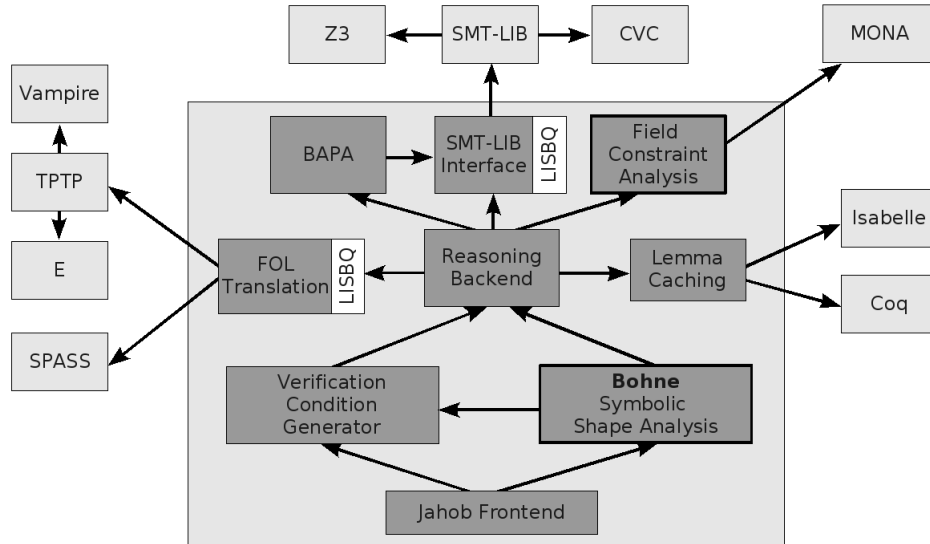 Z3
SMT-LIB
CVC
MONA
Vampire
TPTP
E
SPASS
BAPA
SMT-LIB
Interface
LISBQ
Field
Constraint
Analysis
FOL
Translation
LISBQ
Reasoning
Backend
Lemma
Caching
Isabelle
Coq
Verification
Condition
Generator
Bohne
Symbolic
Shape Analysis
Jahob Frontend